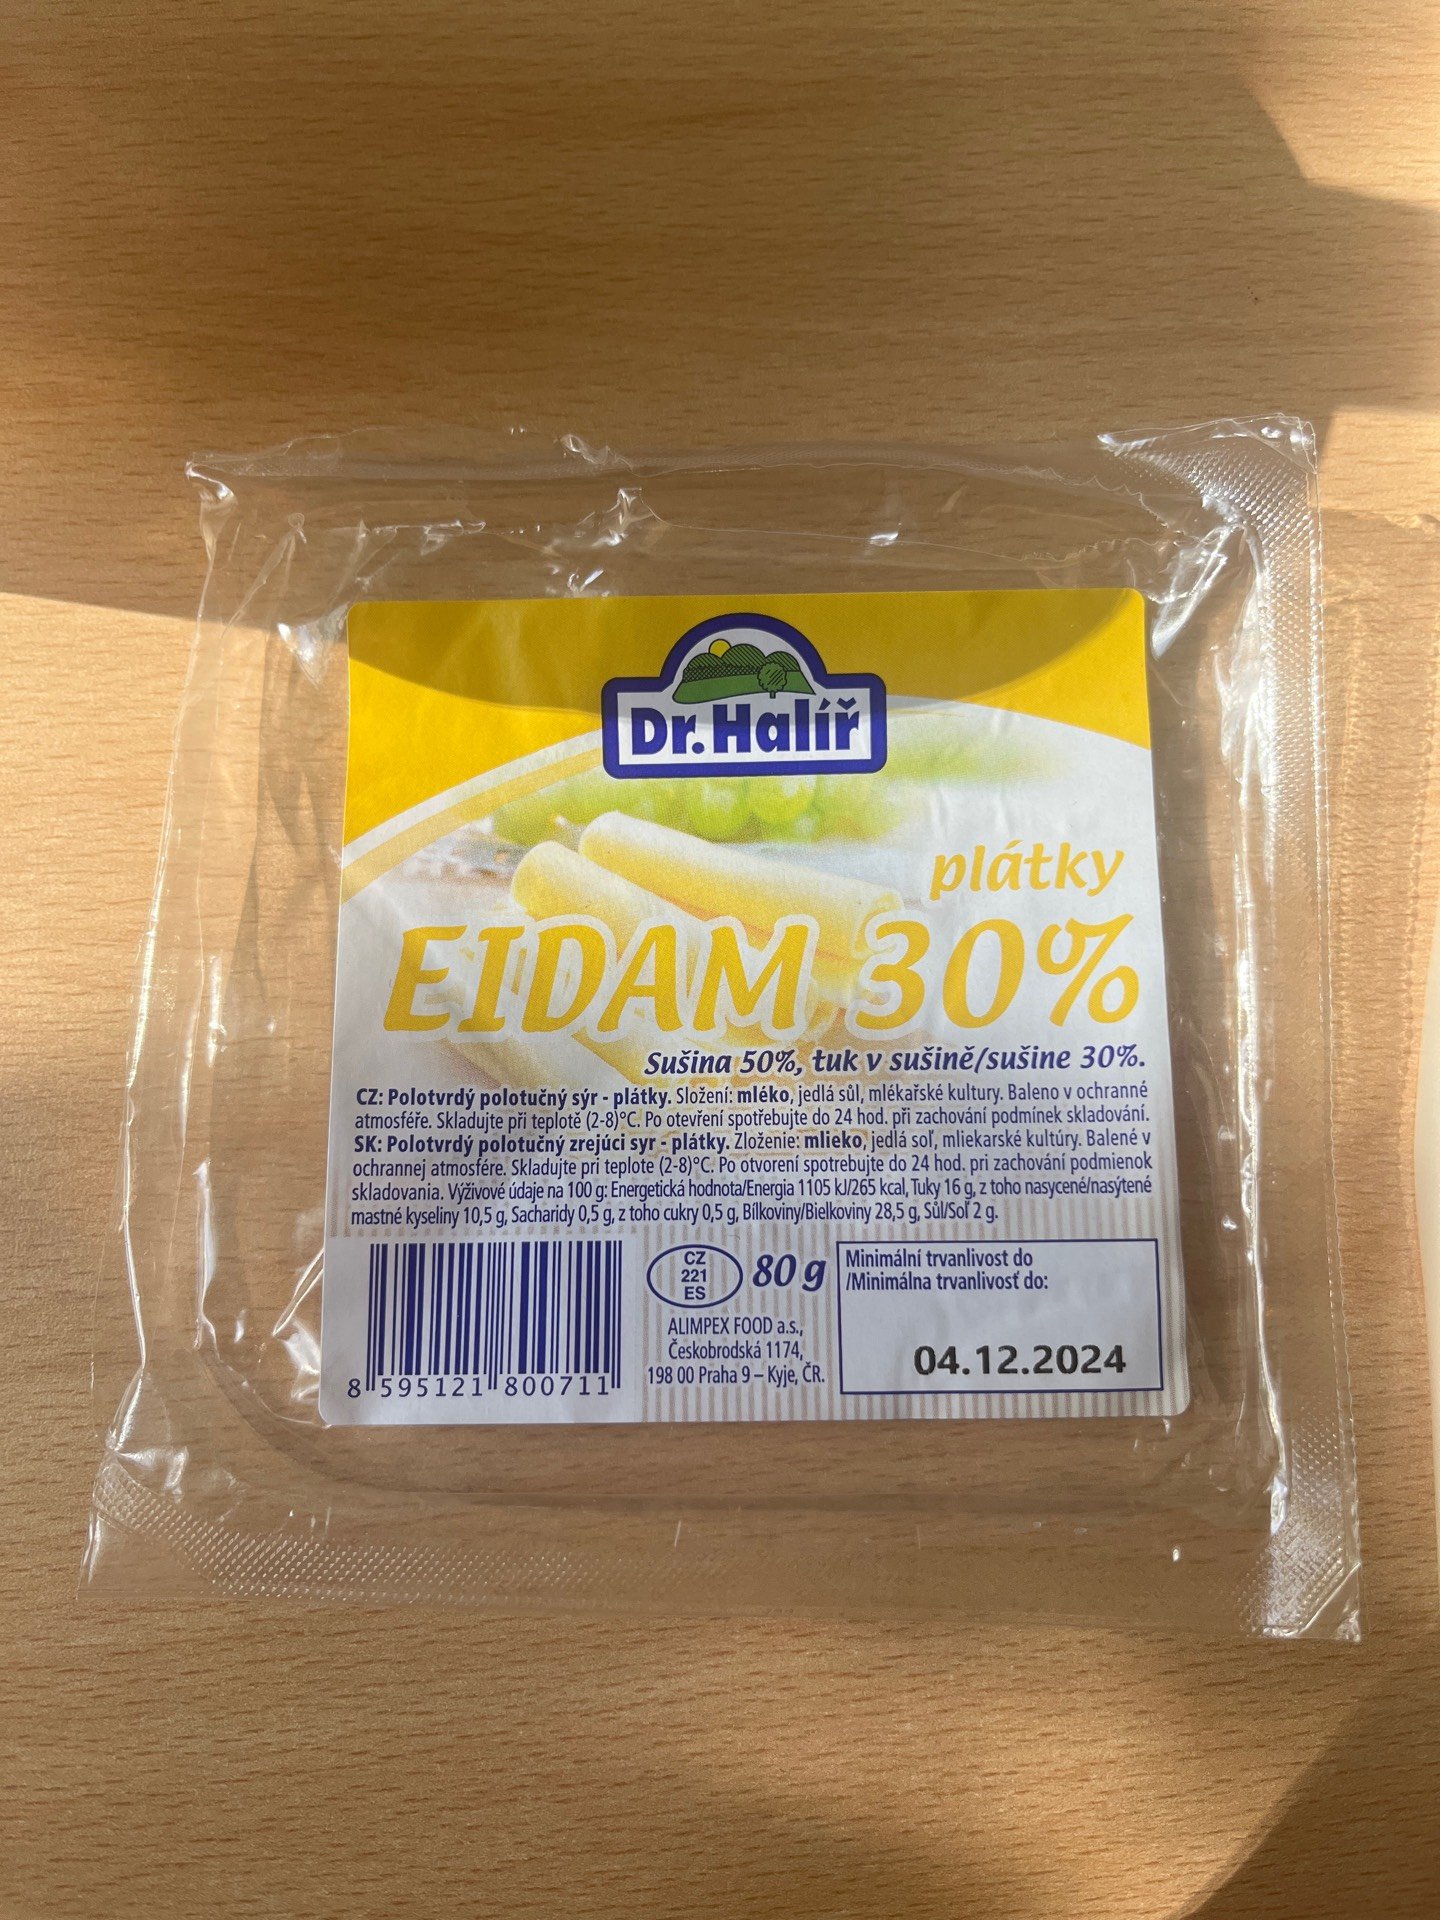 Dr. Halíř
plátky
EIDAM 30%
Sušina 50%, tuk v sušině/sušine 30%.
CZ: Polotvrdý polotučný sýr - plátky. Složení: mléko, jedlá sůl, mlékařské kultury. Baleno v ochranné
atmosféře. Skladujte při teplotě (2-8)°C. Po otevření spotřebujte do 24 hod. při zachování podmínek skladování.
SK: Polotvrdý polotučný zrejúci syr - plátky. Zloženie: mlieko, jedlá soľ, mliekarské kultúry. Balené v
ochrannej atmosfére. Skladujte pri teplote (2-8)°C. Po otvorení spotrebujte do 24 hod. pri zachování podmienok
skladovania. Výživové údaje na 100 g: Energetická hodnota/Energia 1105 kJ/265 kcal, Tuky 16 g, z toho nasycené/nasýtené
mastné kyseliny 10,5 g, Sacharidy 0,5 g, z toho cukry 0,5 g, Bílkoviny/Bielkoviny 28,5 g, Sůl/Soľ 2 g.
8 595121 800711
CZ
221
ES
80 g
ALIMPEX FOOD a.s.,
Českobrodská 1174,
198 00 Praha 9 – Kyje, ČR.
Minimální trvanlivost do
/Minimálna trvanlivosť do:
04.12.2024